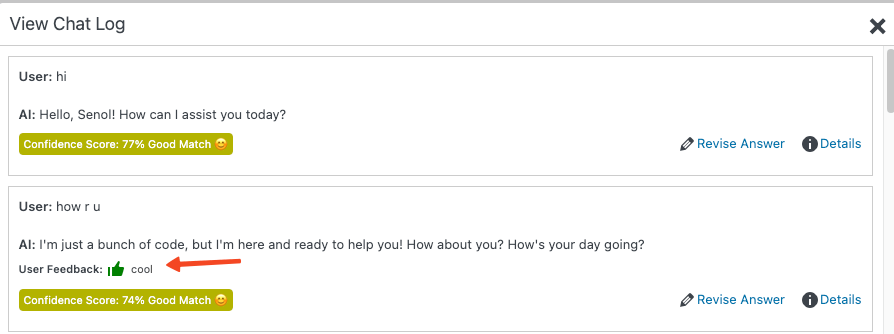 View Chat Log
User: hi
AI: Hello, Senol! How can I assist you today?
Confidence Score: 77% Good Match 😊 Revise Answer Details
User: how r u
AI: I'm just a bunch of code, but I'm here and ready to help you! How about you? How's your day going?
User Feedback: cool
Confidence Score: 74% Good Match 😊 Revise Answer Details